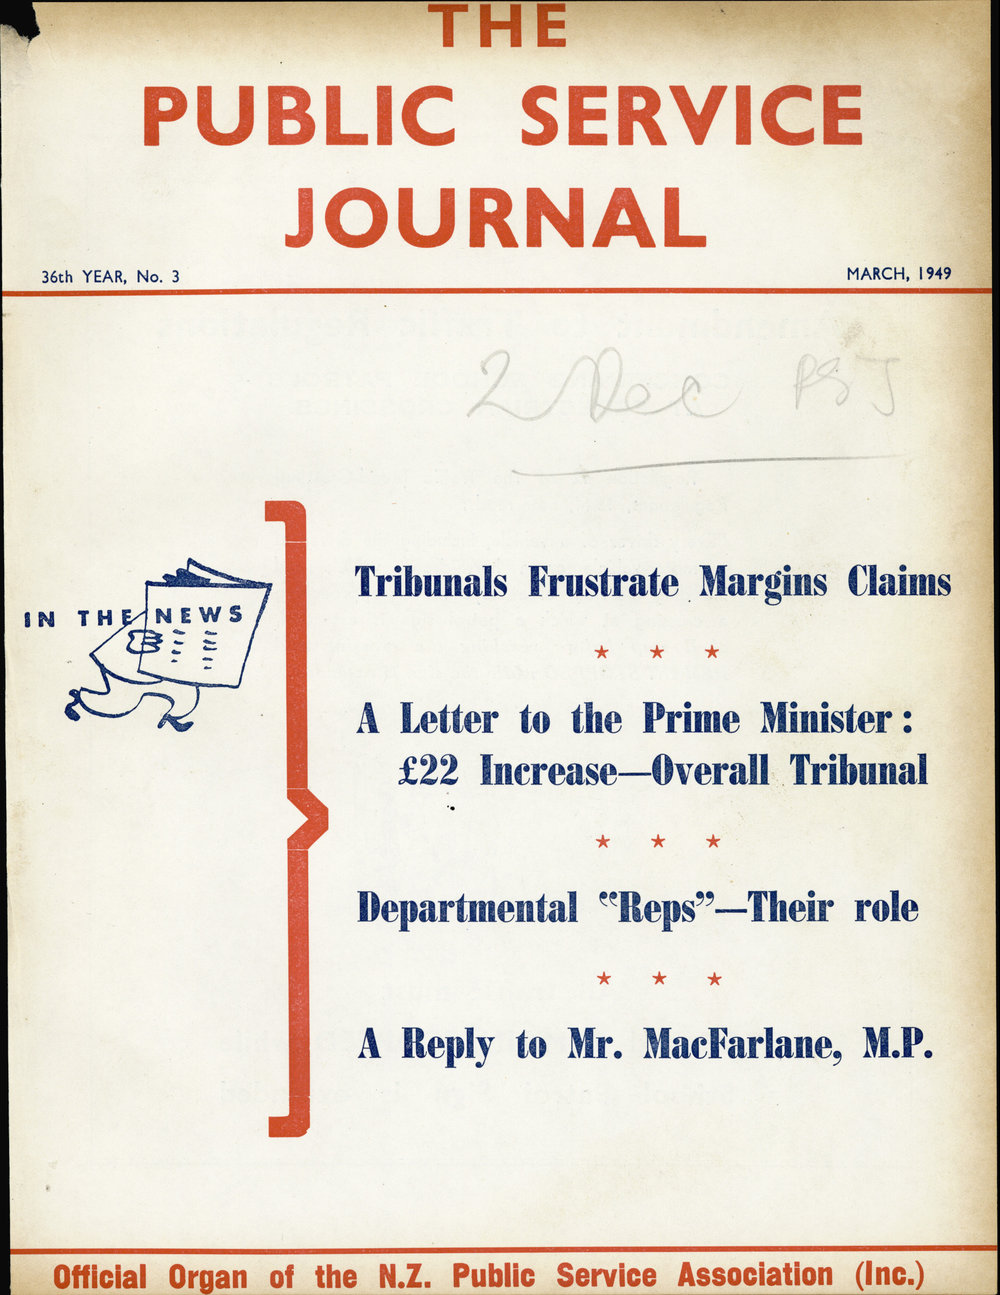 THE
PUBLIC SERVICE
JOURNAL
36th YEAR, No. 3
MARCH, 1949
2 Dec PSJ
IN THE NEWS
Tribunals Frustrate Margins Claims
A Letter to the Prime Minister :
£22 Increase—Overall Tribunal
Departmental “Reps”—Their role
A Reply to Mr. MacFarlane, M.P.
Official Organ of the N.Z. Public Service Association (Inc.)